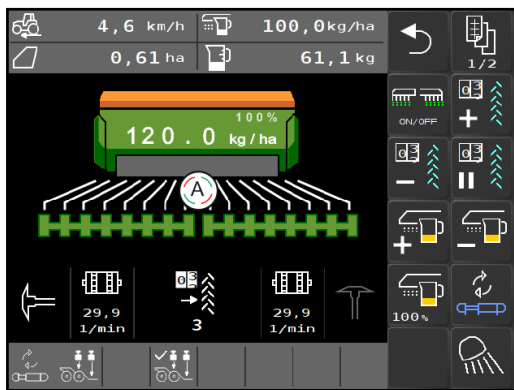 4,6 km/h
100,0kg/ha
0,61 ha
61,1 kg
1/2
100%
120.0 kg/ha
ON/OFF
A
29,9
1/min
3
29,9
1/min
100%